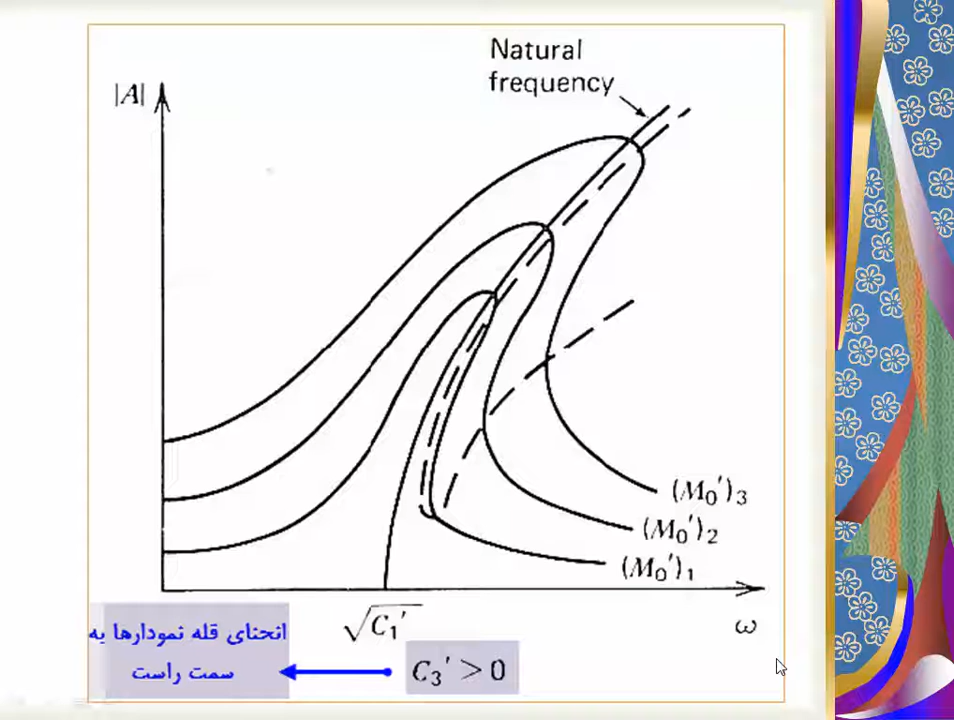 Natural
frequency
|A|
(M₀′)₃
(M₀′)₂
(M₀′)₁
√C₁′
ω
انحنای قله نمودارها به
سمت راست
C₃′ > 0